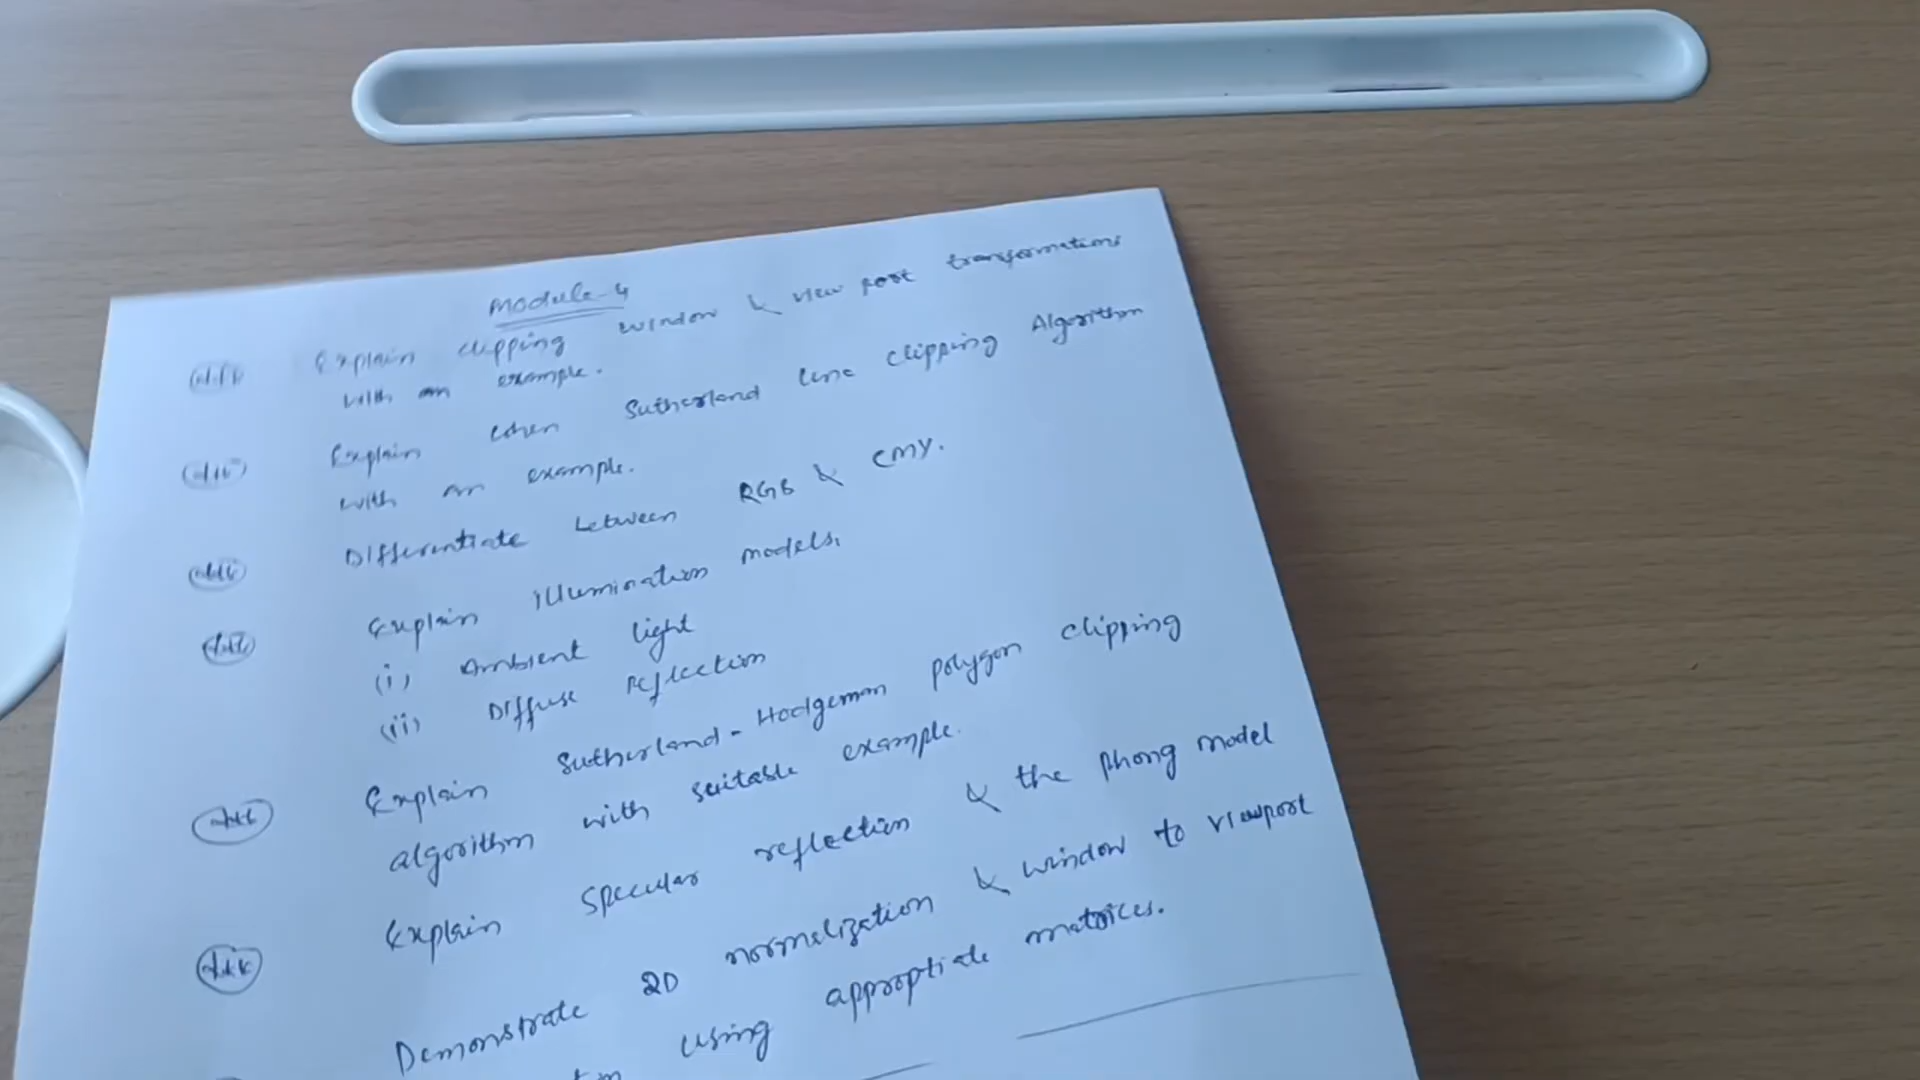 Module-4
Explain clipping window & view port transformations
with an example.
Explain cohen Sutherland line clipping Algorithm
with an example.
Differentiate between RGB & CMY.
Explain illumination models.
(i) Ambient light
(ii) Diffuse reflection
Explain Sutherland-Hodgeman polygon clipping
algorithm with suitable example.
Explain specular reflection & the phong model
Demonstrate 2D normalization & window to viewport
using appropriate matrices.